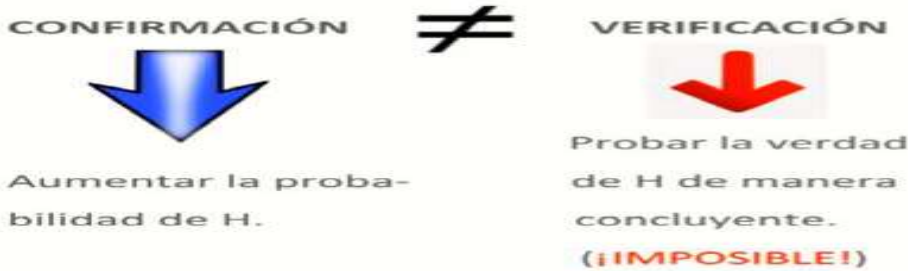 CONFIRMACIÓN ≠ VERIFICACIÓN
Aumentar la proba-
bilidad de H.
Probar la verdad
de H de manera
concluyente.
(¡IMPOSIBLE!)